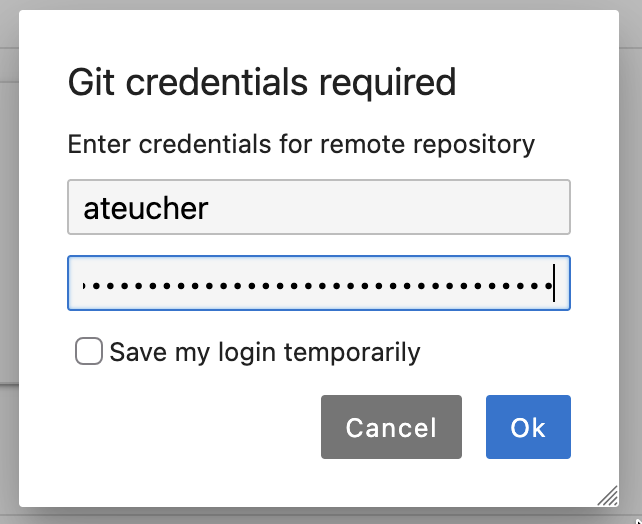 Git credentials required
Enter credentials for remote repository
ateucher
Save my login temporarily
Cancel Ok